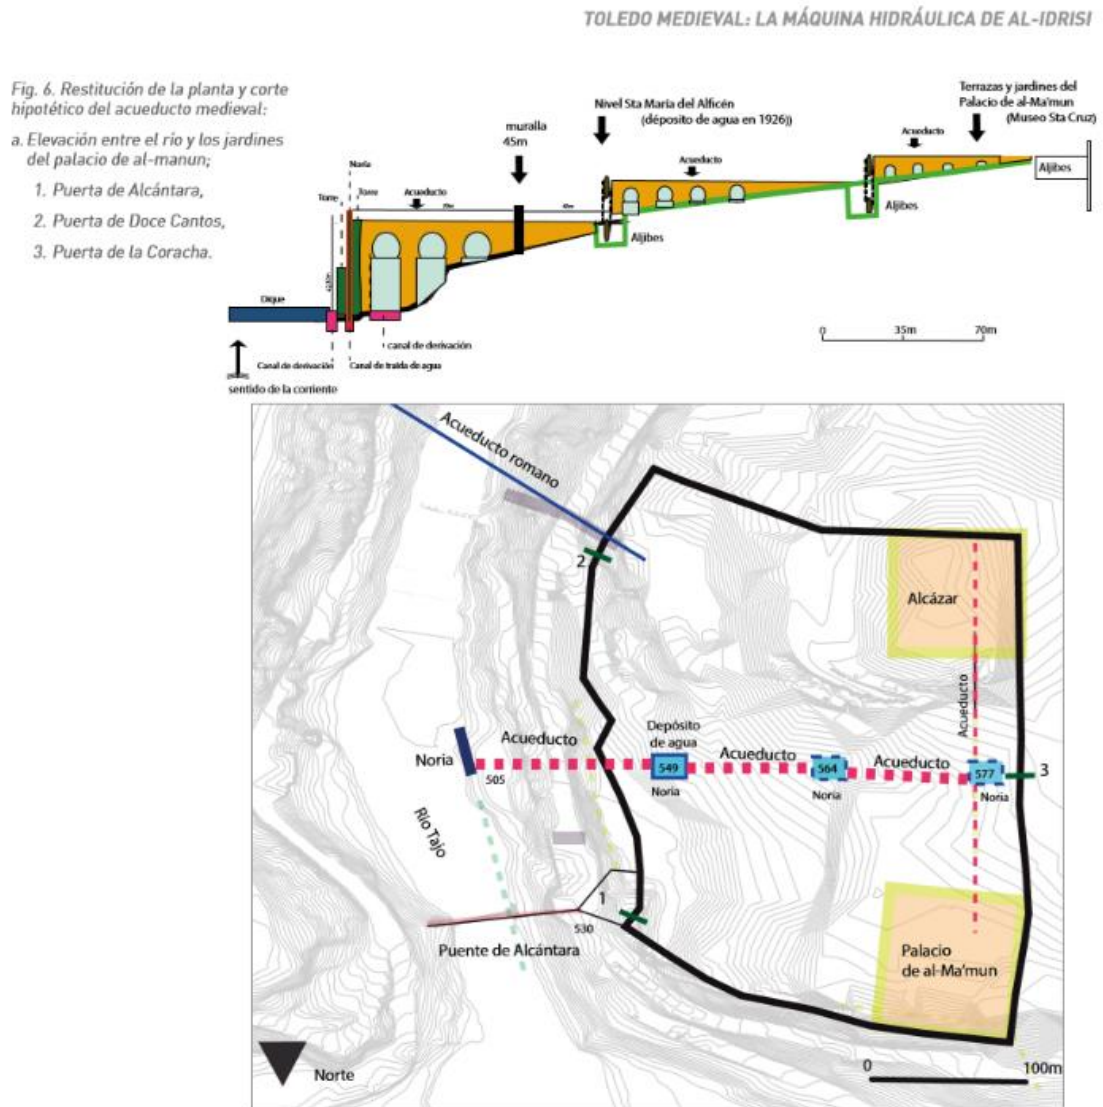 TOLEDO MEDIEVAL: LA MÁQUINA HIDRÁULICA DE AL-IDRISI
Fig. 6. Restitución de la planta y corte
hipotético del acueducto medieval:
a. Elevación entre el río y los jardines
del palacio de al-manun;
1. Puerta de Alcántara,
2. Puerta de Doce Cantos,
3. Puerta de la Coracha.
Nivel Sta María del Alficén
(déposito de agua en 1926))
Terrazas y jardines del
Palacio de al-Ma'mun
(Museo Sta Cruz)
muralla
45m
Noria
Torre
Torre
Acueducto
Acueducto
Acueducto
Aljibes
Aljibes
Aljibes
Dique
canal de derivación
Canal de derivación
Canal de traída de agua
sentido de la corriente
0
35m
70m
Acueducto romano
2
Alcázar
Acueducto
Noria
505
Acueducto
Depósito
de agua
549
Noria
Acueducto
564
Noria
Acueducto
577
Noria
3
Río Tajo
1
530
Puente de Alcántara
Palacio
de al-Ma'mun
Norte
0
100m